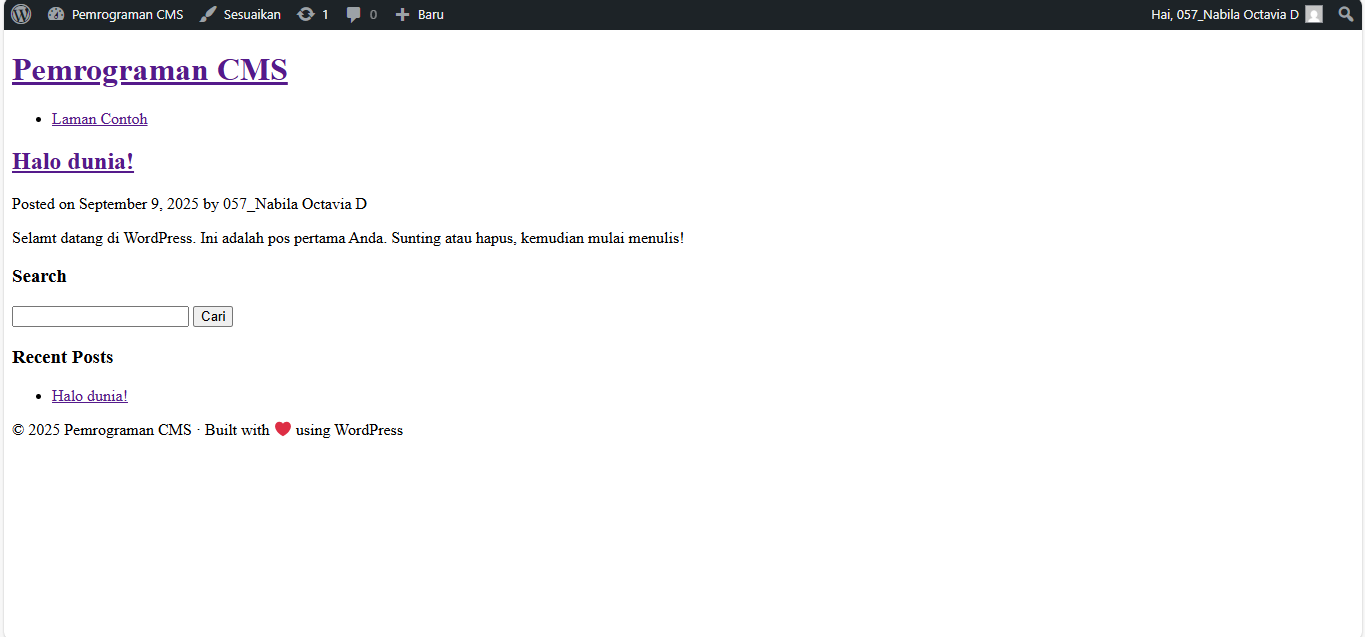 Pemrograman CMS Sesuaikan 1 0 Baru Hai, 057_Nabila Octavia D
Pemrograman CMS
Laman Contoh
Halo dunia!
Posted on September 9, 2025 by 057_Nabila Octavia D
Selamt datang di WordPress. Ini adalah pos pertama Anda. Sunting atau hapus, kemudian mulai menulis!
Search
Cari
Recent Posts
Halo dunia!
© 2025 Pemrograman CMS · Built with ❤️ using WordPress